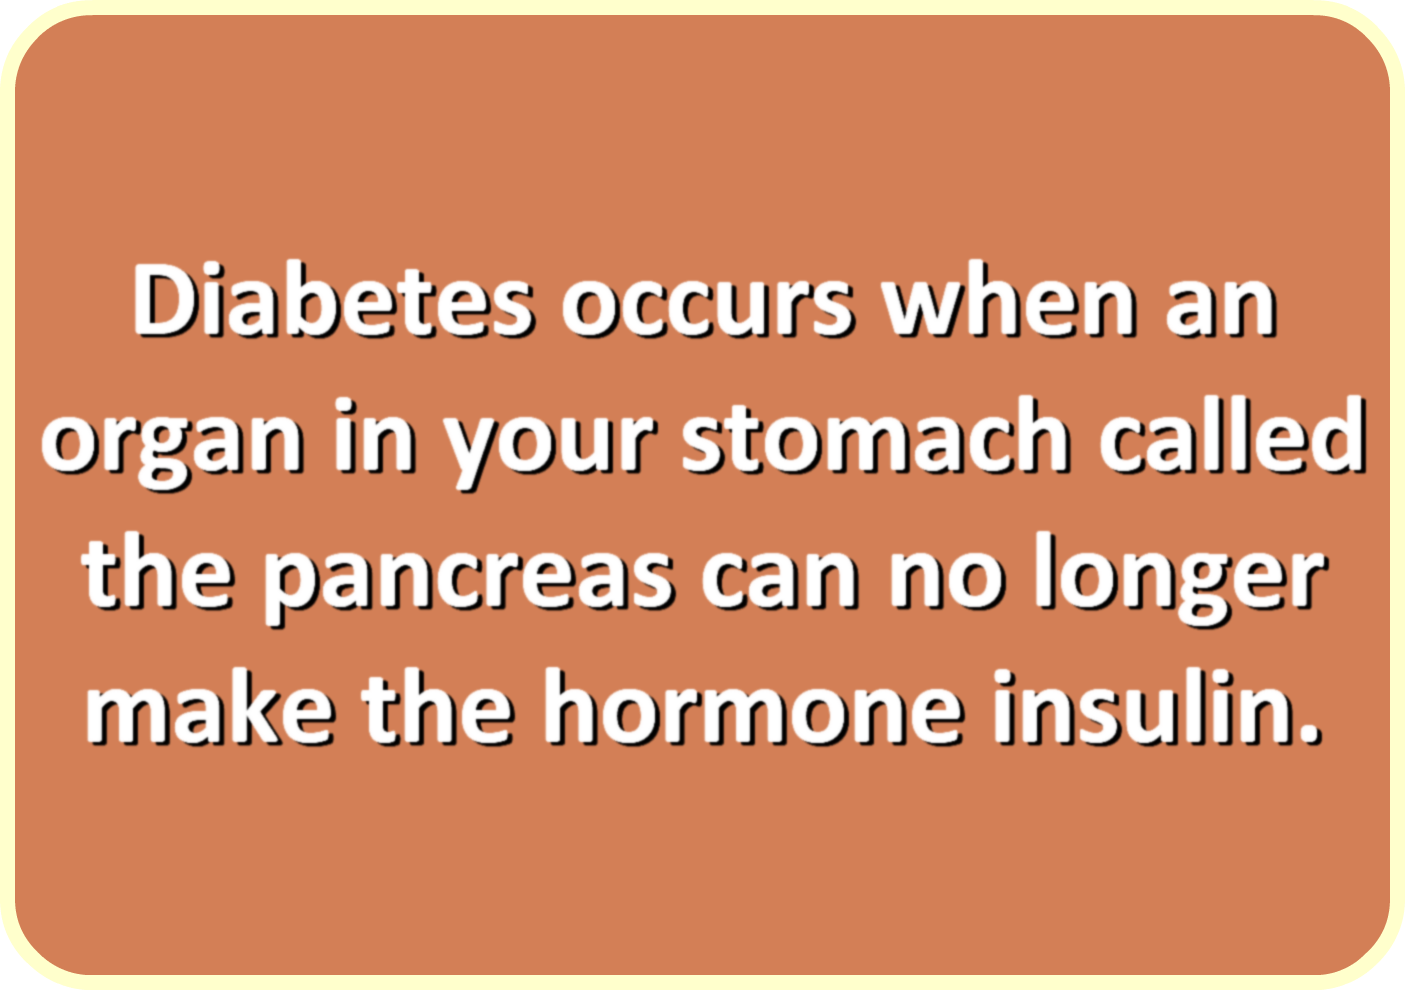 Diabetes occurs when an
organ in your stomach called
the pancreas can no longer
make the hormone insulin.